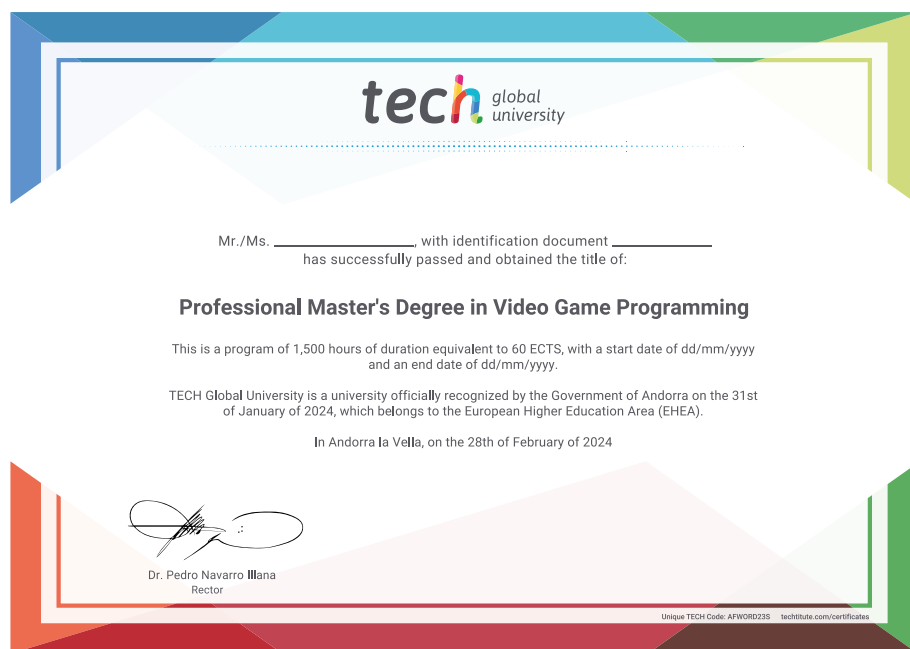 tech global university
Mr./Ms. ____________, with identification document ____________
has successfully passed and obtained the title of:
Professional Master's Degree in Video Game Programming
This is a program of 1,500 hours of duration equivalent to 60 ECTS, with a start date of dd/mm/yyyy
and an end date of dd/mm/yyyy.
TECH Global University is a university officially recognized by the Government of Andorra on the 31st
of January of 2024, which belongs to the European Higher Education Area (EHEA).
In Andorra la Vella, on the 28th of February of 2024
Dr. Pedro Navarro Illana
Rector
Unique TECH Code: AFWORD23S techtitute.com/certificates